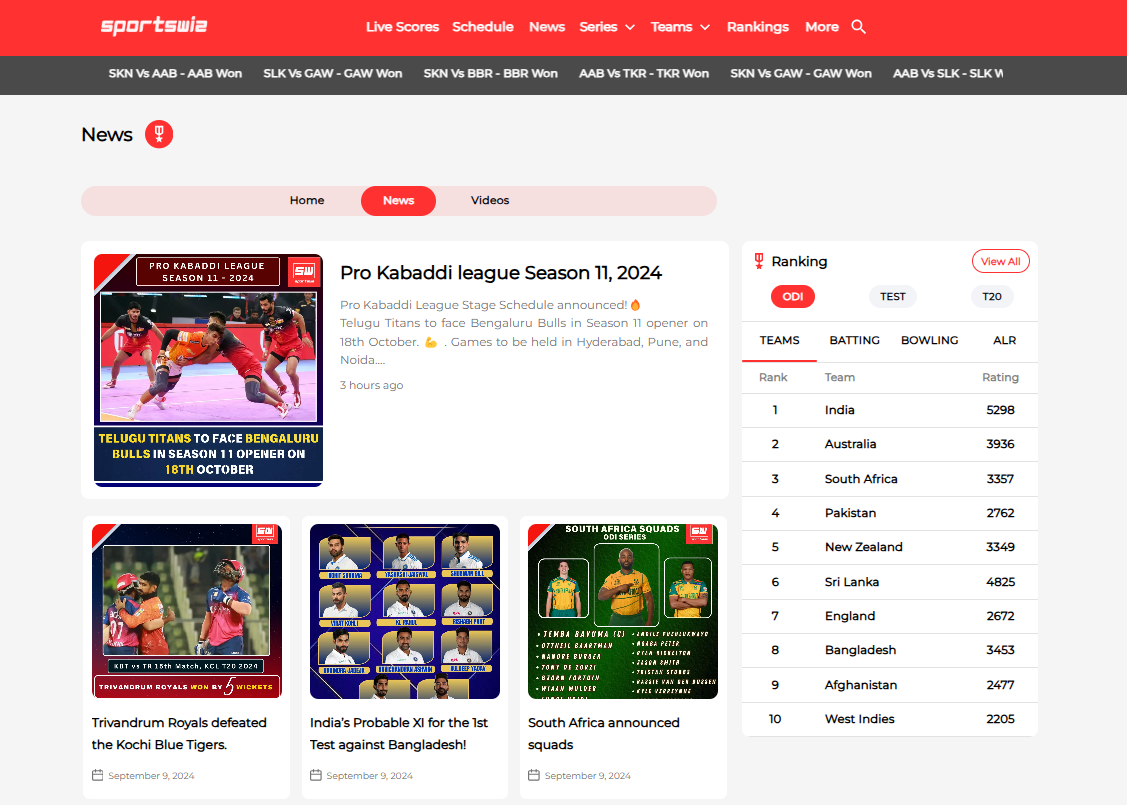 sportswiz
Live Scores Schedule News Series Teams Rankings More
SKN Vs AAB - AAB Won SLK Vs GAW - GAW Won SKN Vs BBR - BBR Won AAB Vs TKR - TKR Won SKN Vs GAW - GAW Won AAB Vs SLK - SLK W
News
Home News Videos
PRO KABADDI LEAGUE
SEASON 11 - 2024
SW
TELUGU TITANS TO FACE BENGALURU
BULLS IN SEASON 11 OPENER ON
18TH OCTOBER
Pro Kabaddi league Season 11, 2024
Pro Kabaddi League Stage Schedule announced!🔥
Telugu Titans to face Bengaluru Bulls in Season 11 opener on
18th October. 💪 . Games to be held in Hyderabad, Pune, and
Noida....
3 hours ago
Ranking View All
ODI TEST T20
TEAMS BATTING BOWLING ALR
Rank Team Rating
1 India 5298
2 Australia 3936
3 South Africa 3357
4 Pakistan 2762
5 New Zealand 3349
6 Sri Lanka 4825
7 England 2672
8 Bangladesh 3453
9 Afghanistan 2477
10 West Indies 2205
SW
KBT vs TR 15th Watch, KCL T20 2024
TRIVANDRUM ROYALS WON BY 5 WICKETS
Trivandrum Royals defeated
the Kochi Blue Tigers.
September 9, 2024
ROHIT SHARMA YASHASVI JAISWAL SHUBMAN GILL
VIRAT KOHLI KL RAHUL RISHABH PANT
RAVINDRA JADEJA RAVICHANDRAN ASHWIN KULDEEP YADAV
India's Probable XI for the 1st
Test against Bangladesh!
September 9, 2024
SOUTH AFRICA SQUADS
ODI SERIES
SW
• TEMBA BAVUMA (C)
• OTTNEIL BAARTMAN
• NANDRE BURGER
• TONY DE ZORZI
• BJORN FORTUIN
• WIAAN MULDER
• ANDILE PHEHLUKWAYO
• NQABA PETER
• RYAN RICKELTON
• JASON SMITH
• TRISTAN STUBBS
• RASSIE VAN DER DUSSEN
• KYLE VERREYNNE
South Africa announced
squads
September 9, 2024